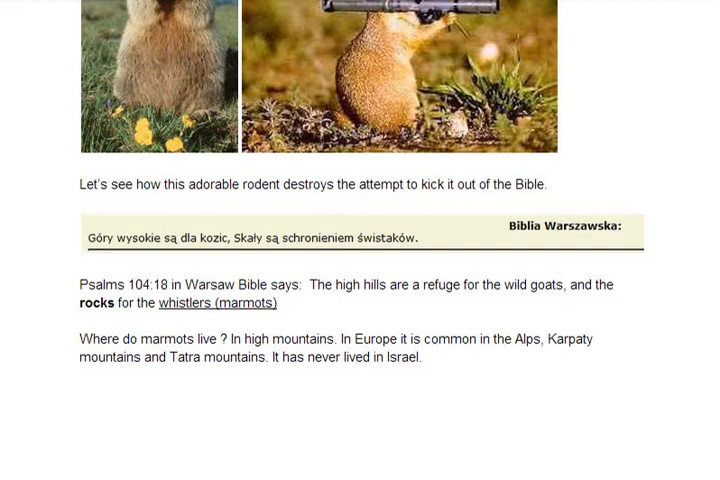 Let's see how this adorable rodent destroys the attempt to kick it out of the Bible.
Biblia Warszawska:
Góry wysokie są dla kozic, Skały są schronieniem świstaków.
Psalms 104:18 in Warsaw Bible says:  The high hills are a refuge for the wild goats, and the
rocks for the whistlers (marmots)
Where do marmots live ? In high mountains. In Europe it is common in the Alps, Karpaty
mountains and Tatra mountains. It has never lived in Israel.